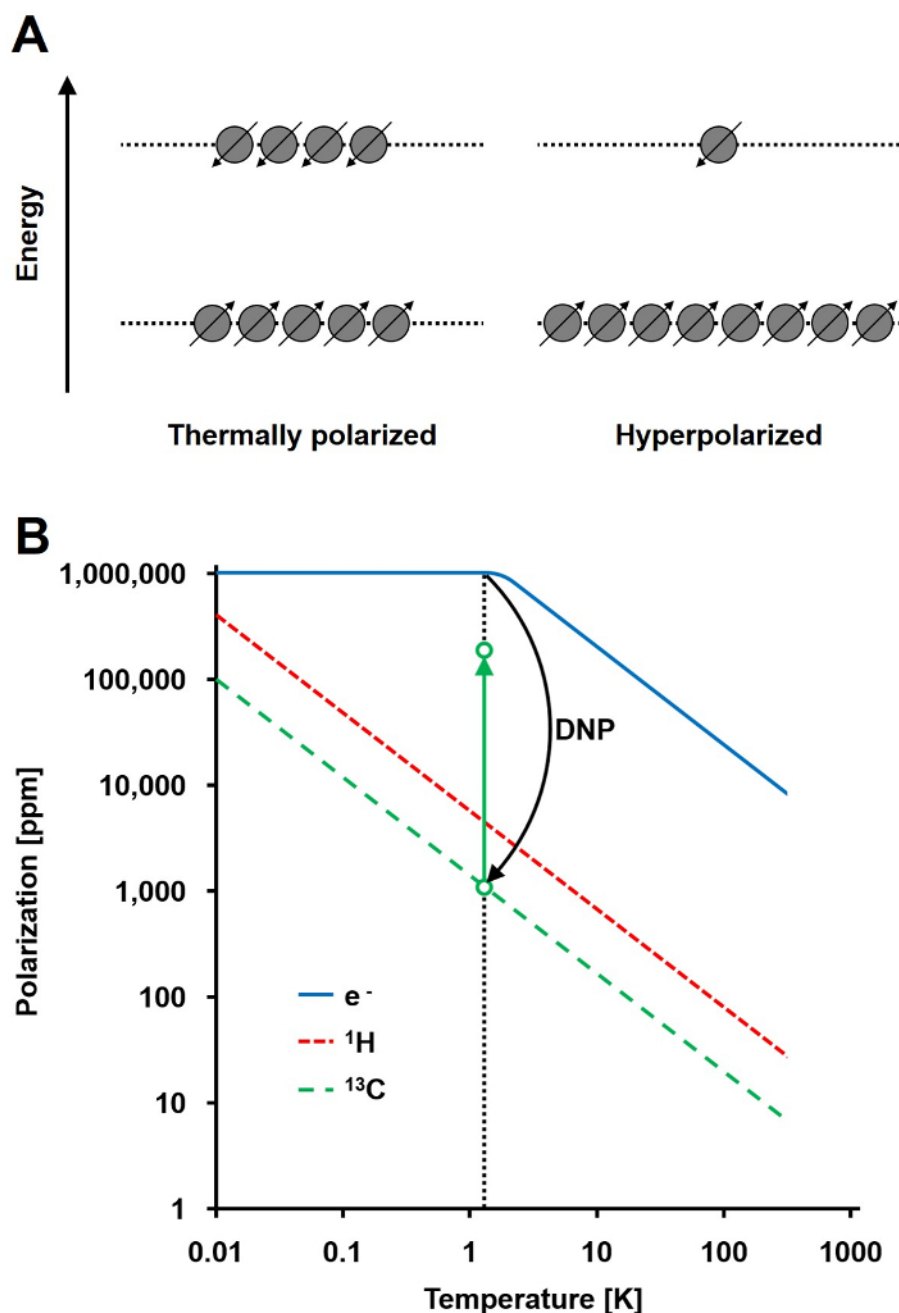 A
Energy
Thermally polarized
Hyperpolarized
B
1,000,000
100,000
10,000
1,000
100
10
1
Polarization [ppm]
DNP
e-
1H
13C
0.01
0.1
1
10
100
1000
Temperature [K]